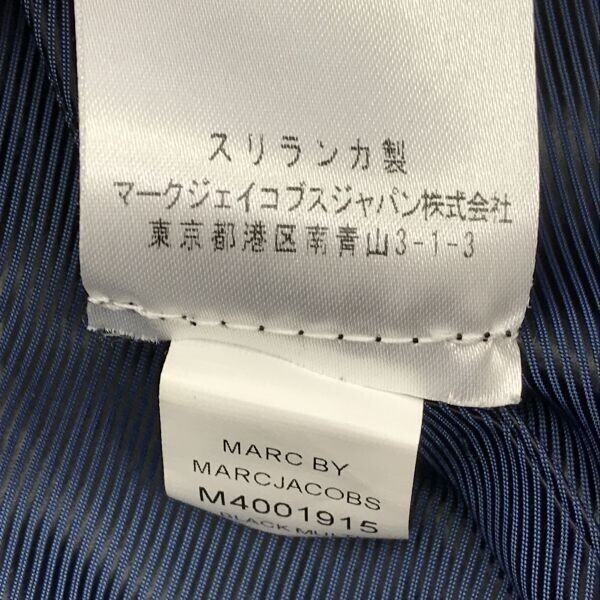 スリランカ製
マークジェイコブスジャパン株式会社
東京都港区南青山3-1-3
MARC BY
MARCJACOBS
M4001915
BLACK